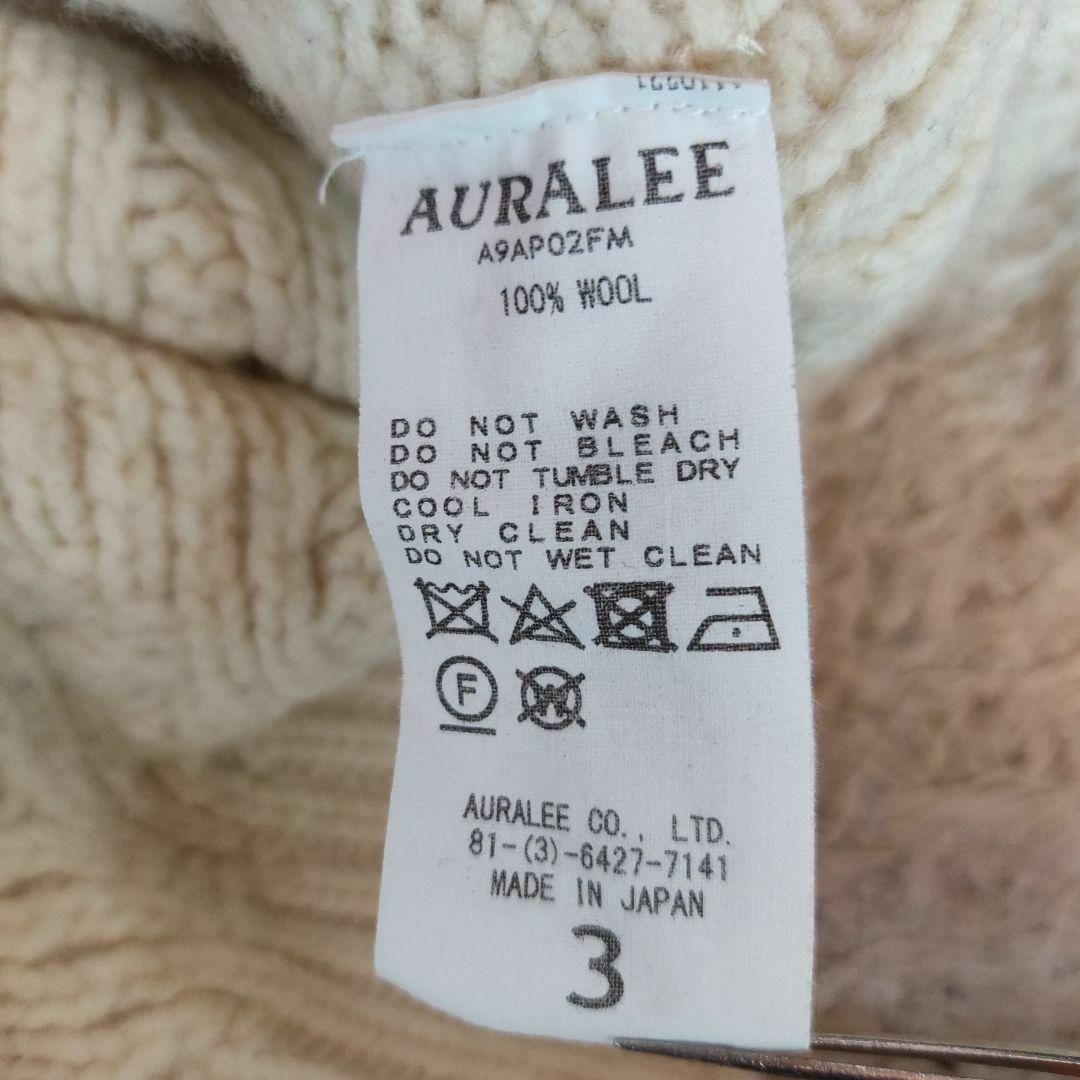 AURALEE
A9AP02FM
100% WOOL
DO NOT WASH
DO NOT BLEACH
DO NOT TUMBLE DRY
COOL IRON
DRY CLEAN
DO NOT WET CLEAN
F W
AURALEE CO., LTD.
81-(3)-6427-7141
MADE IN JAPAN
3